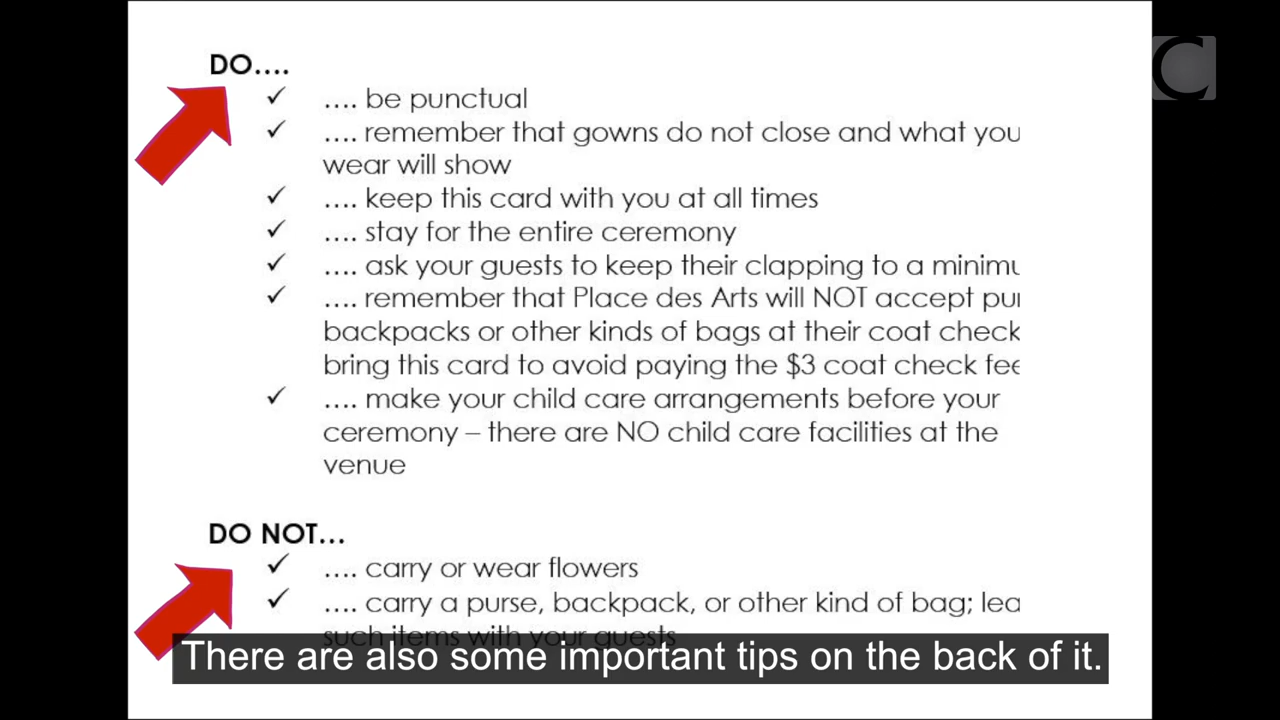 DO....
✓ .... be punctual
✓ .... remember that gowns do not close and what you
wear will show
✓ .... keep this card with you at all times
✓ .... stay for the entire ceremony
✓ .... ask your guests to keep their clapping to a
✓ .... remember that Place des Arts will NOT accept
backpacks or other kinds of bags at their coat check
bring this card to avoid paying the $3 coat check
✓ .... make your child care arrangements before your
ceremony – there are NO child care facilities at the
venue
DO NOT...
✓ .... carry or wear flowers
✓ .... carry a purse, backpack, or other kind of bag;
such items with your guests
There are also some important tips on the back of it.
C